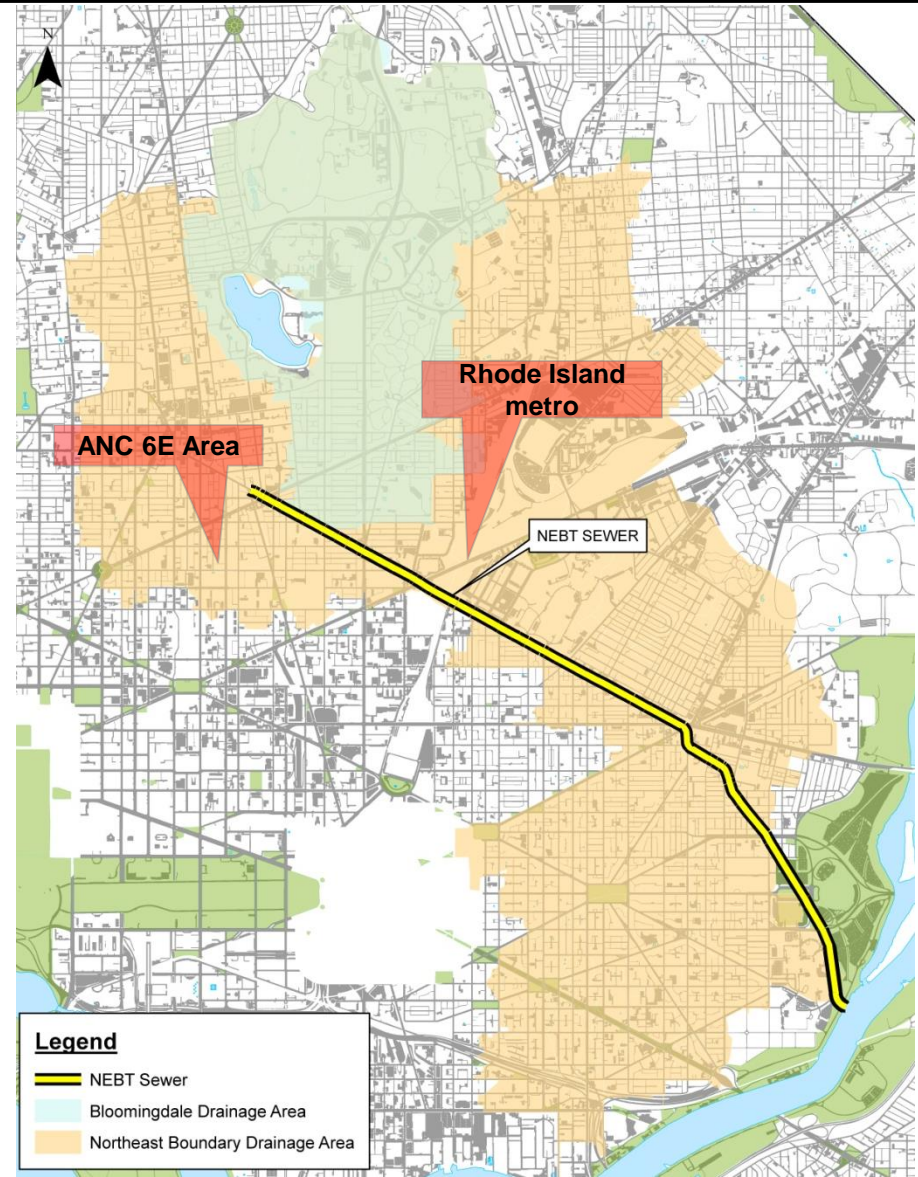 N
Rhode Island
metro
ANC 6E Area
NEBT SEWER
Legend
NEBT Sewer
Bloomingdale Drainage Area
Northeast Boundary Drainage Area